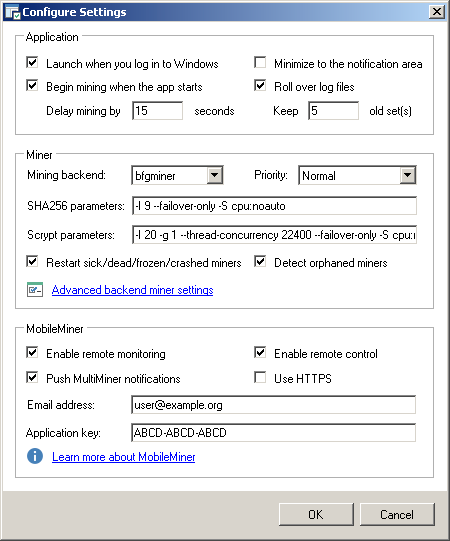 Configure Settings
Application
Launch when you log in to Windows
Minimize to the notification area
Begin mining when the app starts
Roll over log files
Delay mining by 15 seconds
Keep 5 old set(s)
Miner
Mining backend: bfgminer
Priority: Normal
SHA256 parameters: -I 9 --failover-only -S cpu:noauto
Scrypt parameters: -I 20 -g 1 --thread-concurrency 22400 --failover-only -S
Restart sick/dead/frozen/crashed miners
Detect orphaned miners
Advanced backend miner settings
MobileMiner
Enable remote monitoring
Enable remote control
Push MultiMiner notifications
Use HTTPS
Email address: user@example.org
Application key: ABCD-ABCD-ABCD
Learn more about MobileMiner
OK
Cancel